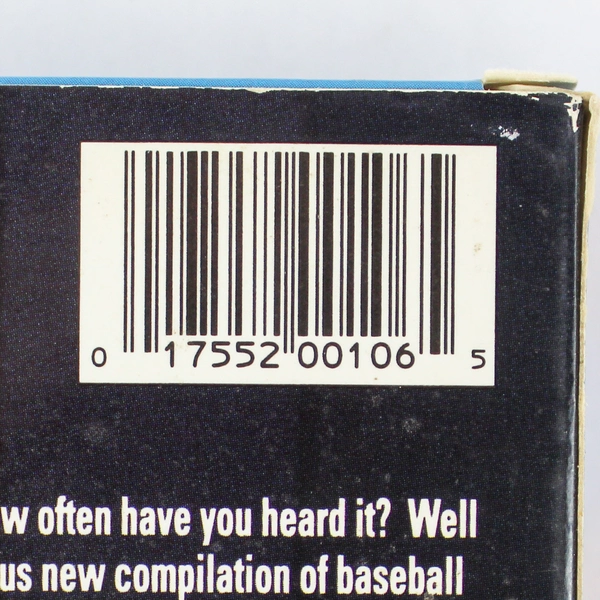 0 17552 00106 5
w often have you heard it? Well
us new compilation of baseball